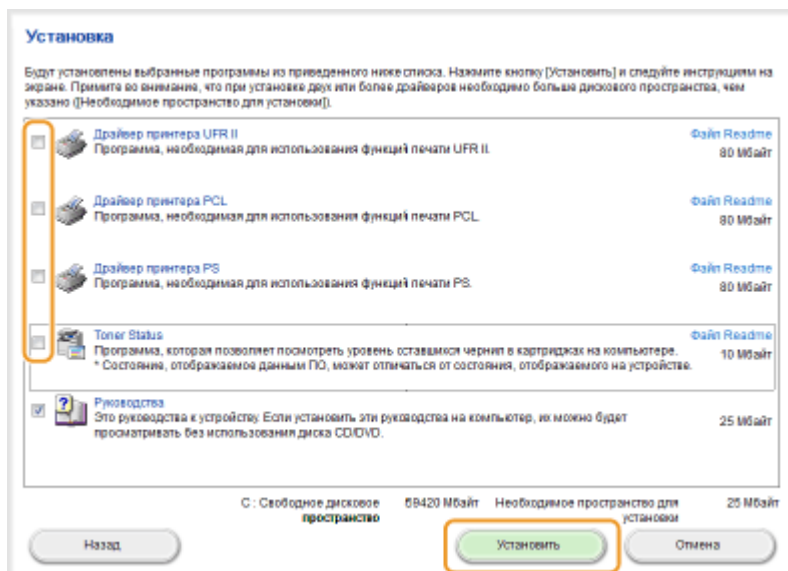 Установка
Будут установлены выбранные программы из приведенного ниже списка. Нажмите кнопку [Установить] и следуйте инструкциям на
экране. Примите во внимание, что при установке двух или более драйверов необходимо больше дискового пространства, чем
указано ([Необходимое пространство для установки]).
Драйвер принтера UFR II
Файл Readme
Программа, необходимая для использования функций печати UFR II.
80 Мбайт
Драйвер принтера PCL
Файл Readme
Программа, необходимая для использования функций печати PCL.
80 Мбайт
Драйвер принтера PS
Файл Readme
Программа, необходимая для использования функций печати PS.
80 Мбайт
Toner Status
Файл Readme
Программа, которая позволяет посмотреть уровень оставшихся чернил в картриджах на компьютере.
10 Мбайт
* Состояние, отображаемое данным ПО, может отличаться от состояния, отображаемого на устройстве.
Руководства
Это руководства к устройству. Если установить эти руководства на компьютер, их можно будет
25 Мбайт
просматривать без использования диска CD/DVD.
C : Свободное дисковое пространство
59420 Мбайт
Необходимое пространство для установки
25 Мбайт
Назад
Установить
Отмена